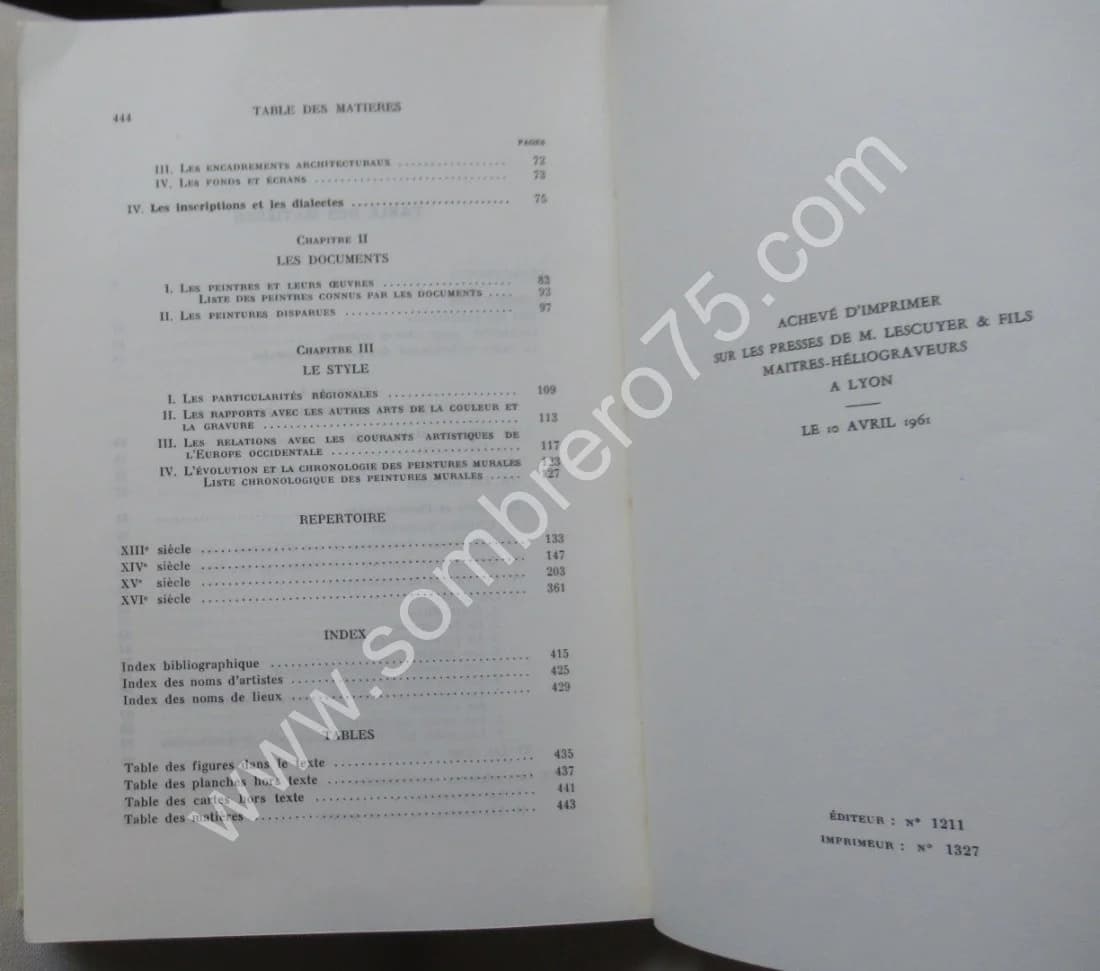 444 TABLE DES MATIERES
PAGES
III. LES ENCADREMENTS ARCHITECTURAUX ................. 72
IV. LES FONDS ET ÉCRANS .............................. 73
IV. Les inscriptions et les dialectes ........................ 75
CHAPITRE II
LES DOCUMENTS
I. LES PEINTRES ET LEURS ŒUVRES .................... 83
LISTE DES PEINTRES CONNUS PAR LES DOCUMENTS .... 93
II. LES PEINTURES DISPARUES ......................... 97
CHAPITRE III
LE STYLE
I. LES PARTICULARITÉS RÉGIONALES .................... 109
II. LES RAPPORTS AVEC LES AUTRES ARTS DE LA COULEUR ET
LA GRAVURE ........................................ 113
III. LES RELATIONS AVEC LES COURANTS ARTISTIQUES DE
L'EUROPE OCCIDENTALE ............................. 117
IV. L'ÉVOLUTION ET LA CHRONOLOGIE DES PEINTURES MURALES 123
LISTE CHRONOLOGIQUE DES PEINTURES MURALES ..... 127
REPERTOIRE
XIIIe siècle .................................................. 133
XIVe siècle .................................................. 147
XVe siècle .................................................. 203
XVIe siècle .................................................. 361
INDEX
Index bibliographique ........................................ 415
Index des noms d'artistes ..................................... 425
Index des noms de lieux ...................................... 429
TABLES
Table des figures dans le texte ............................... 435
Table des planches hors texte ................................ 437
Table des cartes hors texte .................................. 441
Table des matières ........................................... 443
ACHEVÉ D'IMPRIMER
SUR LES PRESSES DE M. LESCUYER & FILS
MAITRES-HÉLIOGRAVEURS
A LYON
LE 10 AVRIL 1961
ÉDITEUR : N° 1211
IMPRIMEUR : N° 1327
www.sombrero75.com